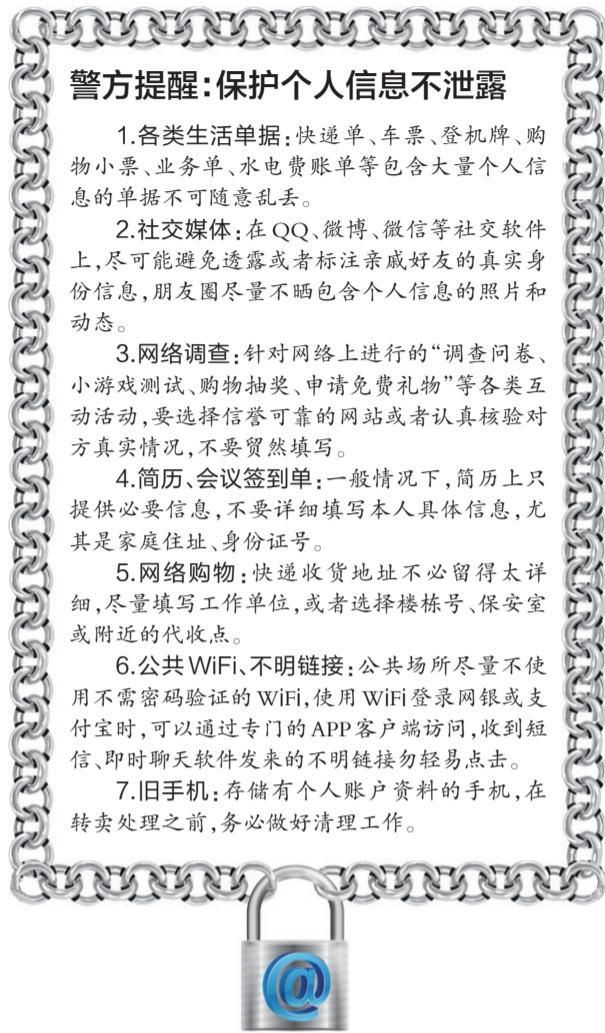 警方提醒：保护个人信息不泄露
1.各类生活单据：快递单、车票、登机牌、购
物小票、业务单、水电费账单等包含大量个人信
息的单据不可随意乱丢。
2.社交媒体：在QQ、微博、微信等社交软件
上，尽可能避免透露或者标注亲戚好友的真实身
份信息，朋友圈尽量不晒包含个人信息的照片和
动态。
3.网络调查：针对网络上进行的“调查问卷、
小游戏测试、购物抽奖、申请免费礼物”等各类互
动活动，要选择信誉可靠的网站或者认真核验对
方真实情况，不要贸然填写。
4.简历、会议签到单：一般情况下，简历上只
提供必要信息，不要详细填写本人具体信息，尤
其是家庭住址、身份证号。
5.网络购物：快递收货地址不必留得太详
细，尽量填写工作单位，或者选择楼栋号、保安室
或附近的代收点。
6.公共WiFi、不明链接：公共场所尽量不使
用不需密码验证的WiFi，使用WiFi登录网银或支
付宝时，可以通过专门的APP客户端访问，收到短
信、即时聊天软件发来的不明链接勿轻易点击。
7.旧手机：存储有个人账户资料的手机，在
转卖处理之前，务必做好清理工作。
@